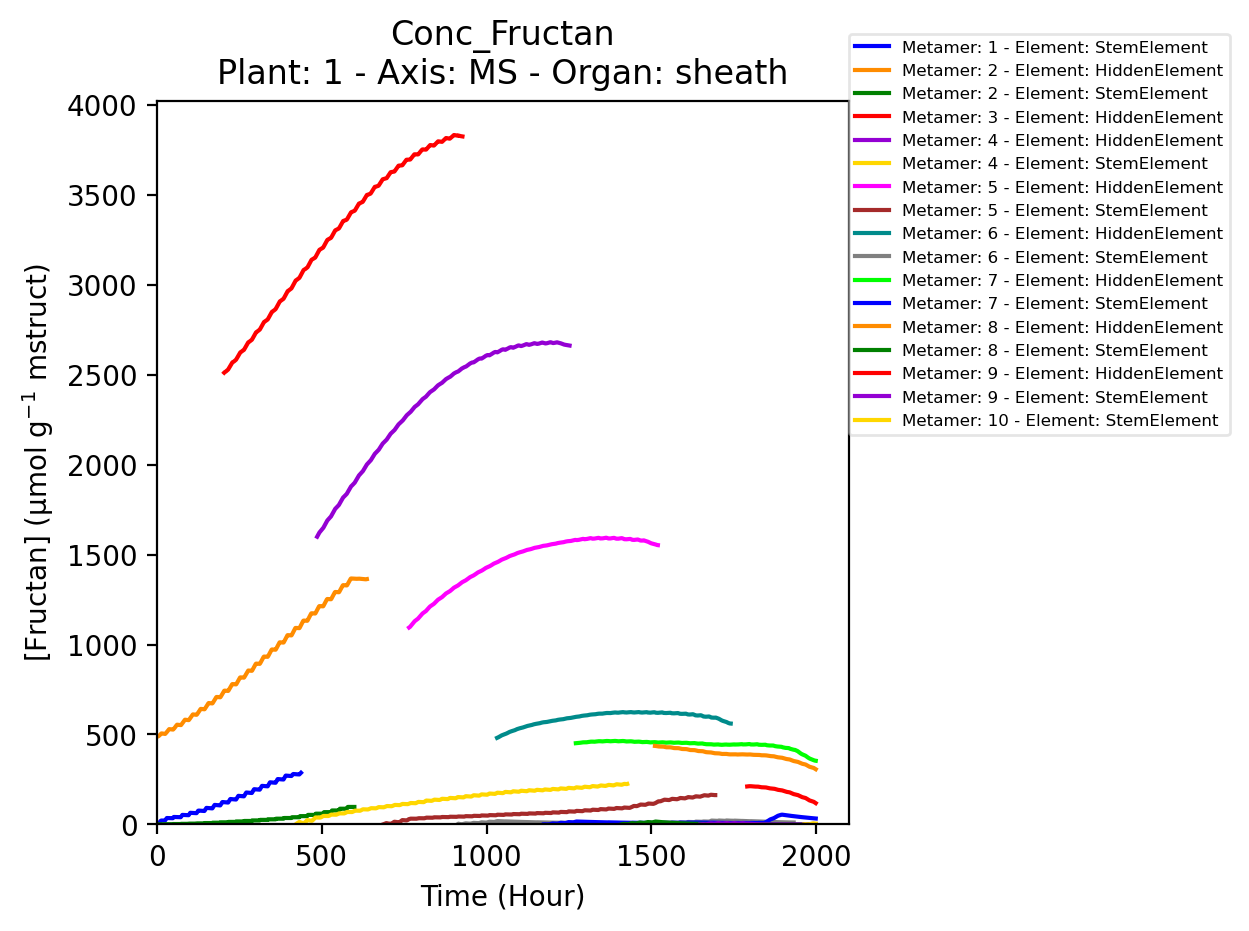 Conc_Fructan
Plant: 1 - Axis: MS - Organ: sheath
Metamer: 1 - Element: StemElement
Metamer: 2 - Element: HiddenElement
Metamer: 2 - Element: StemElement
Metamer: 3 - Element: HiddenElement
Metamer: 4 - Element: HiddenElement
Metamer: 4 - Element: StemElement
Metamer: 5 - Element: HiddenElement
Metamer: 5 - Element: StemElement
Metamer: 6 - Element: HiddenElement
Metamer: 6 - Element: StemElement
Metamer: 7 - Element: HiddenElement
Metamer: 7 - Element: StemElement
Metamer: 8 - Element: HiddenElement
Metamer: 8 - Element: StemElement
Metamer: 9 - Element: HiddenElement
Metamer: 9 - Element: StemElement
Metamer: 10 - Element: StemElement
[Fructan] (µmol g⁻¹ mstruct)
4000
3500
3000
2500
2000
1500
1000
500
0
0 500 1000 1500 2000
Time (Hour)